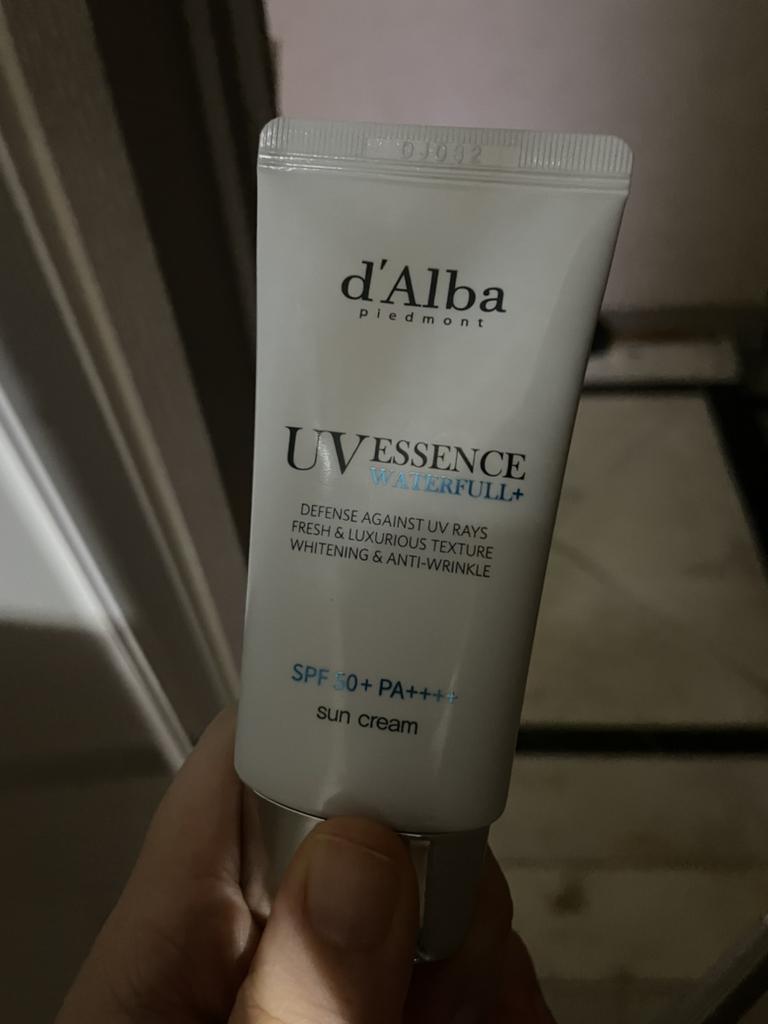 d'Alba
piedmont
UV ESSENCE
WATERFULL+
DEFENSE AGAINST UV RAYS
FRESH & LUXURIOUS TEXTURE
WHITENING & ANTI-WRINKLE
SPF 50+ PA++++
sun cream